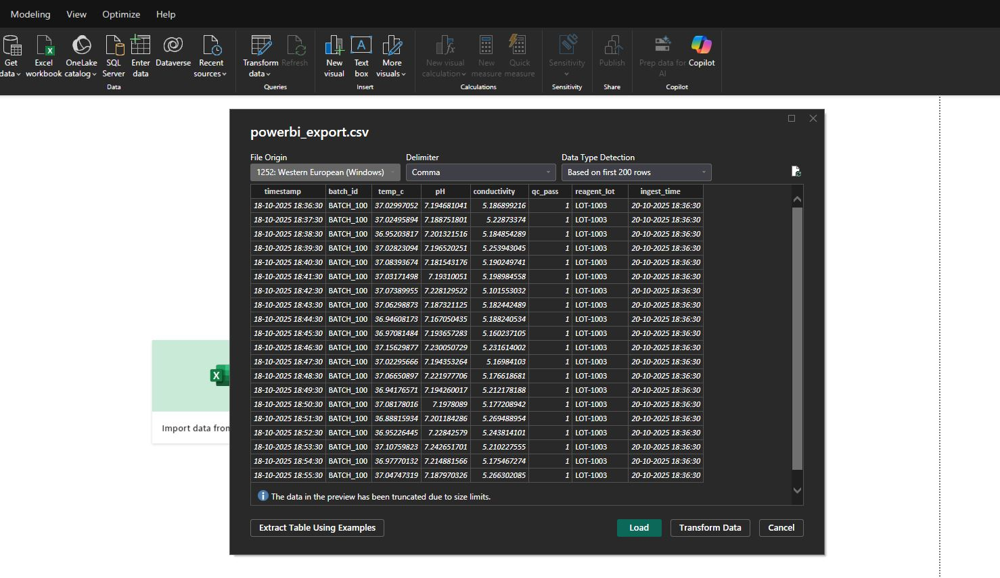 Modeling View Optimize Help
Get data
Excel workbook
OneLake catalog
SQL Server
Enter data
Dataverse
Recent sources
Data
Transform data
Refresh
Queries
New visual
Text box
More visuals
Insert
New visual calculation
New measure
Quick measure
Calculations
Sensitivity
Sensitivity
Publish
Share
Prep data for AI
Copilot
Copilot
Import data fron
powerbi_export.csv
File Origin Delimiter Data Type Detection
1252: Western European (Windows) Comma Based on first 200 rows
timestamp batch_id temp_c pH conductivity qc_pass reagent_lot ingest_time
18-10-2025 18:36:30 BATCH_100 37.02997052 7.194681041 5.186899216 1 LOT-1003 20-10-2025 18:36:30
18-10-2025 18:37:30 BATCH_100 37.02495894 7.188751801 5.22873374 1 LOT-1003 20-10-2025 18:36:30
18-10-2025 18:38:30 BATCH_100 36.95203817 7.201321516 5.184854289 1 LOT-1003 20-10-2025 18:36:30
18-10-2025 18:39:30 BATCH_100 37.02823094 7.196520251 5.253943045 1 LOT-1003 20-10-2025 18:36:30
18-10-2025 18:40:30 BATCH_100 37.08393674 7.181543176 5.190249741 1 LOT-1003 20-10-2025 18:36:30
18-10-2025 18:41:30 BATCH_100 37.03171498 7.19310051 5.198984558 1 LOT-1003 20-10-2025 18:36:30
18-10-2025 18:42:30 BATCH_100 37.07389955 7.228129522 5.101553032 1 LOT-1003 20-10-2025 18:36:30
18-10-2025 18:43:30 BATCH_100 37.06298873 7.187321125 5.182442489 1 LOT-1003 20-10-2025 18:36:30
18-10-2025 18:44:30 BATCH_100 36.94608173 7.167050435 5.188240534 1 LOT-1003 20-10-2025 18:36:30
18-10-2025 18:45:30 BATCH_100 36.97081484 7.193657283 5.160237105 1 LOT-1003 20-10-2025 18:36:30
18-10-2025 18:46:30 BATCH_100 37.15629877 7.230050729 5.231614002 1 LOT-1003 20-10-2025 18:36:30
18-10-2025 18:47:30 BATCH_100 37.02295666 7.194353264 5.16984103 1 LOT-1003 20-10-2025 18:36:30
18-10-2025 18:48:30 BATCH_100 37.06650897 7.221977706 5.176618681 1 LOT-1003 20-10-2025 18:36:30
18-10-2025 18:49:30 BATCH_100 36.94176571 7.194260017 5.212178188 1 LOT-1003 20-10-2025 18:36:30
18-10-2025 18:50:30 BATCH_100 37.08178016 7.1978089 5.177208942 1 LOT-1003 20-10-2025 18:36:30
18-10-2025 18:51:30 BATCH_100 36.88815934 7.201184286 5.269488954 1 LOT-1003 20-10-2025 18:36:30
18-10-2025 18:52:30 BATCH_100 36.95226445 7.22842579 5.243814101 1 LOT-1003 20-10-2025 18:36:30
18-10-2025 18:53:30 BATCH_100 37.10759823 7.242651701 5.210227555 1 LOT-1003 20-10-2025 18:36:30
18-10-2025 18:54:30 BATCH_100 36.97770132 7.214881566 5.175467274 1 LOT-1003 20-10-2025 18:36:30
18-10-2025 18:55:30 BATCH_100 37.04747319 7.187970326 5.266302085 1 LOT-1003 20-10-2025 18:36:30
The data in the preview has been truncated due to size limits.
Extract Table Using Examples Load Transform Data Cancel